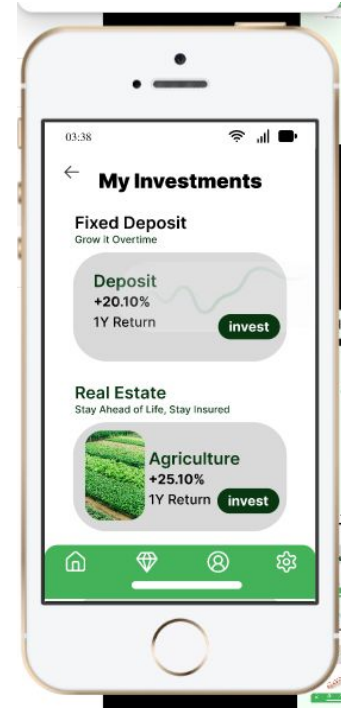 03:38
My Investments
Fixed Deposit
Grow it Overtime
Deposit
+20.10%
1Y Return
invest
Real Estate
Stay Ahead of Life, Stay Insured
Agriculture
+25.10%
1Y Return
invest